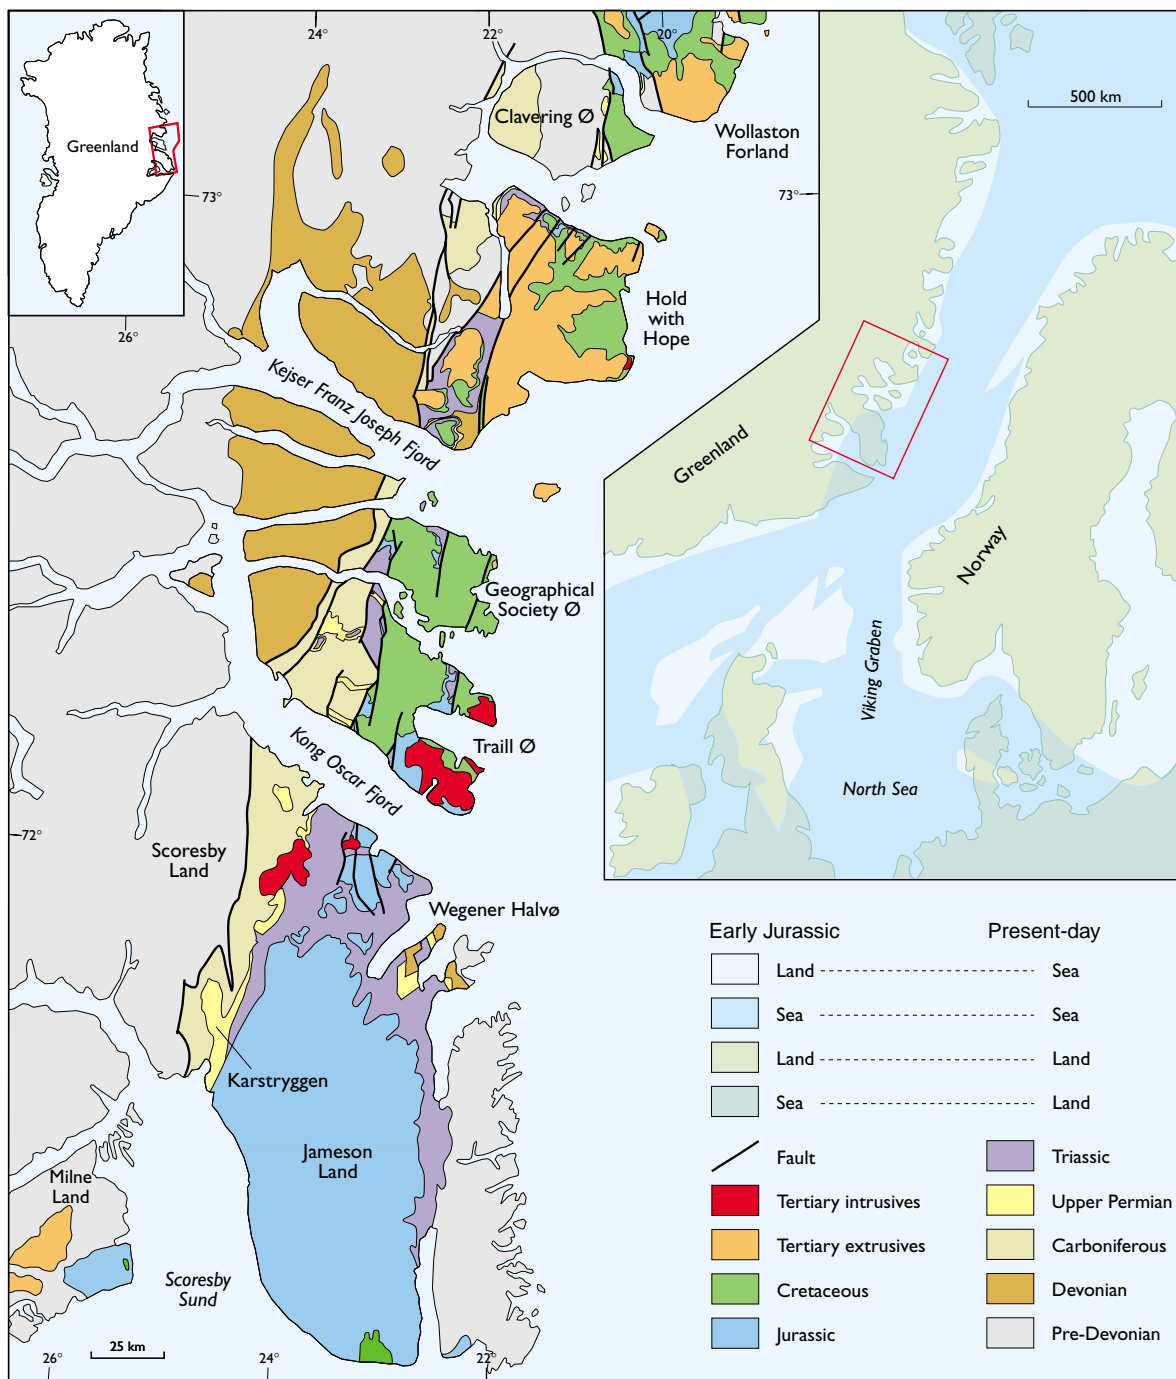 24°
22°
20°
Greenland
Clavering Ø
Wollaston
Forland
500 km
73°
73°
26°
Hold
with
Hope
Kejser Franz Joseph Fjord
Greenland
Norway
Geographical
Society Ø
Viking Graben
Traill Ø
Kong Oscar Fjord
North Sea
72°
Scoresby
Land
Wegener Halvø
Karstryggen
Jameson
Land
Milne
Land
Scoresby
Sund
25 km
26°
24°
22°
Early Jurassic Present-day
Land Sea
Sea Sea
Land Land
Sea Land
Fault Triassic
Tertiary intrusives Upper Permian
Tertiary extrusives Carboniferous
Cretaceous Devonian
Jurassic Pre-Devonian